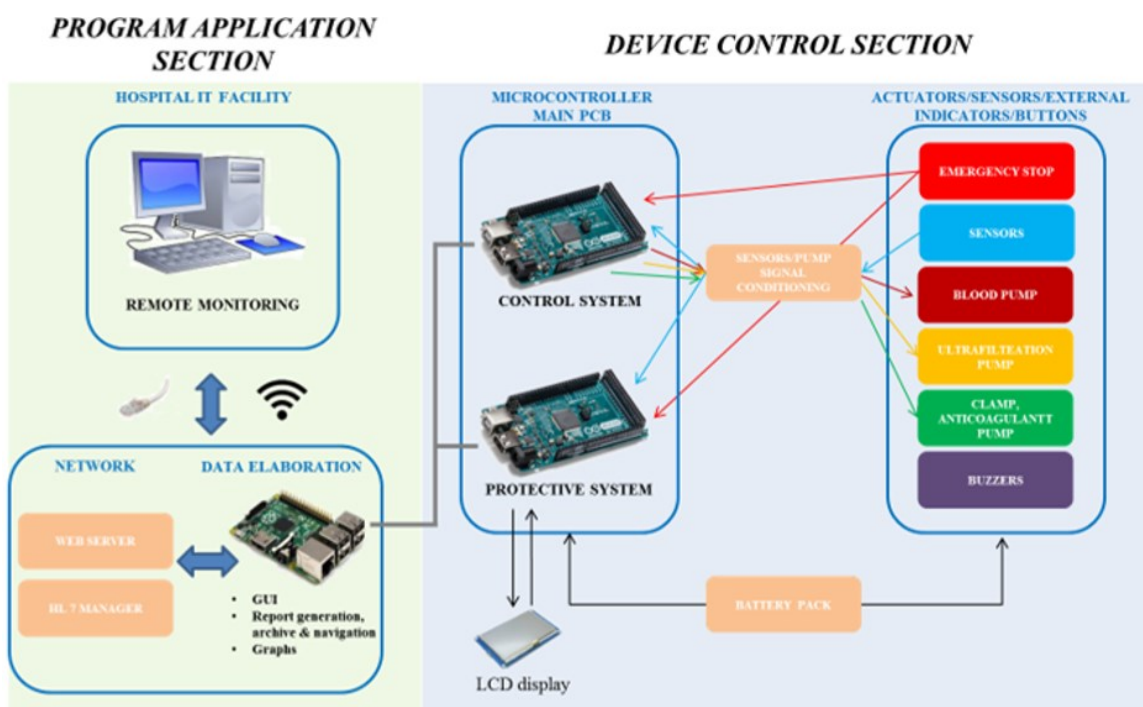 PROGRAM APPLICATION
SECTION
DEVICE CONTROL SECTION
HOSPITAL IT FACILITY
REMOTE MONITORING
NETWORK
DATA ELABORATION
WEB SERVER
HL 7 MANAGER
• GUI
• Report generation,
archive & navigation
• Graphs
MICROCONTROLLER
MAIN PCB
CONTROL SYSTEM
PROTECTIVE SYSTEM
LCD display
SENSORS/PUMP
SIGNAL
CONDITIONING
BATTERY PACK
ACTUATORS/SENSORS/EXTERNAL
INDICATORS/BUTTONS
EMERGENCY STOP
SENSORS
BLOOD PUMP
ULTRAFILTEATION
PUMP
CLAMP,
ANTICOAGULANTT
PUMP
BUZZERS